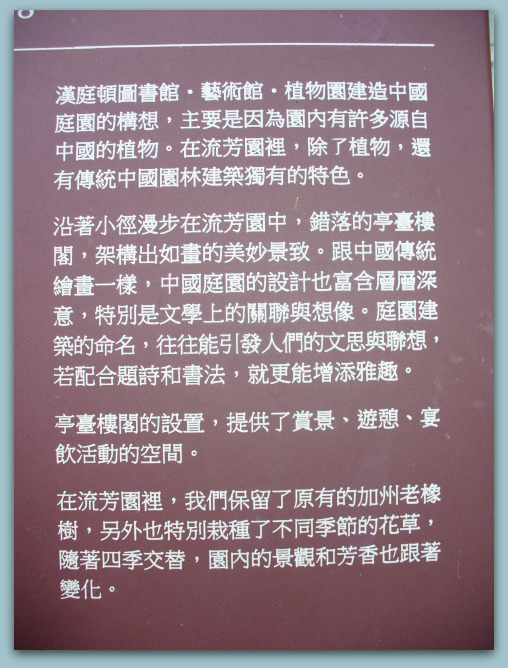 漢庭頓圖書館・藝術館・植物園建造中國
庭園的構想，主要是因為園內有許多源自
中國的植物。在流芳園裡，除了植物，還
有傳統中國園林建築獨有的特色。
沿著小徑漫步在流芳園中，錯落的亭臺樓
閣，架構出如畫的美妙景致。跟中國傳統
繪畫一樣，中國庭園的設計也富含層層深
意，特別是文學上的關聯與想像。庭園建
築的命名，往往能引發人們的文思與聯想，
若配合題詩和書法，就更能增添雅趣。
亭臺樓閣的設置，提供了賞景、遊憩、宴
飲活動的空間。
在流芳園裡，我們保留了原有的加州老橡
樹，另外也特別栽種了不同季節的花草，
隨著四季交替，園內的景觀和芳香也跟著
變化。